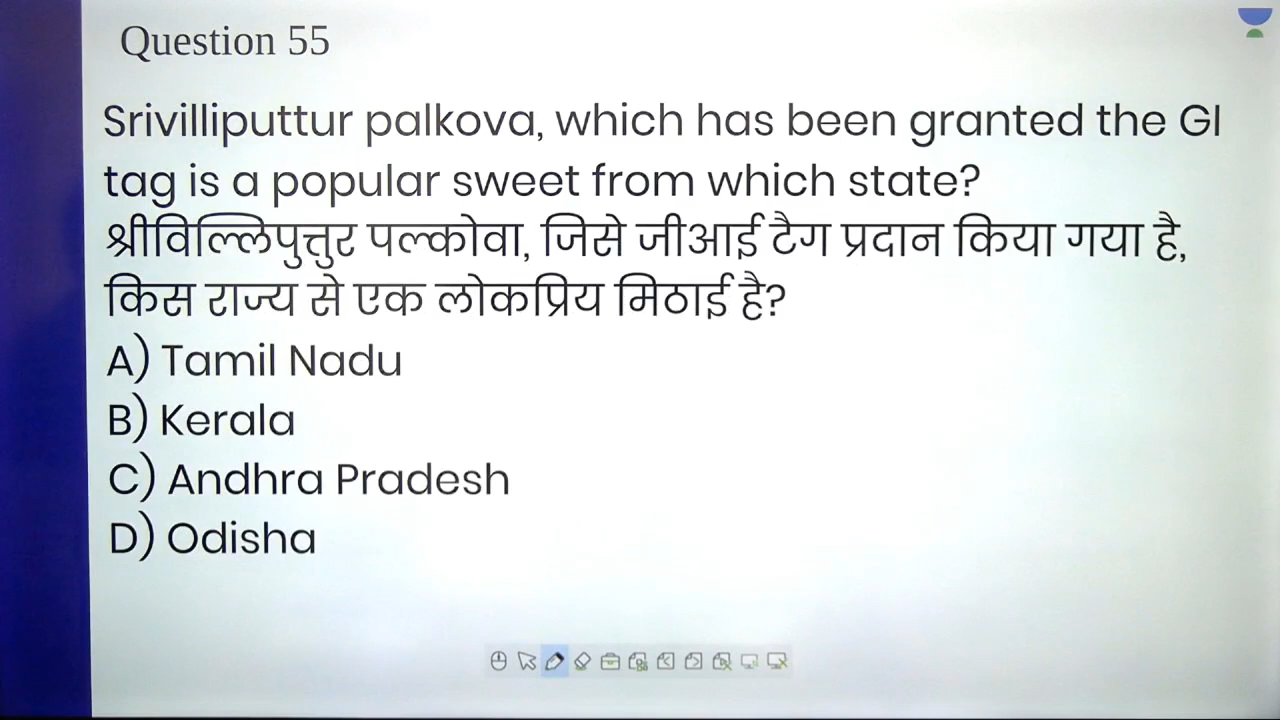 Question 55
Srivilliputtur palkova, which has been granted the GI
tag is a popular sweet from which state?
श्रीविल्लिपुत्तुर पल्कोवा, जिसे जीआई टैग प्रदान किया गया है,
किस राज्य से एक लोकप्रिय मिठाई है?
A) Tamil Nadu
B) Kerala
C) Andhra Pradesh
D) Odisha